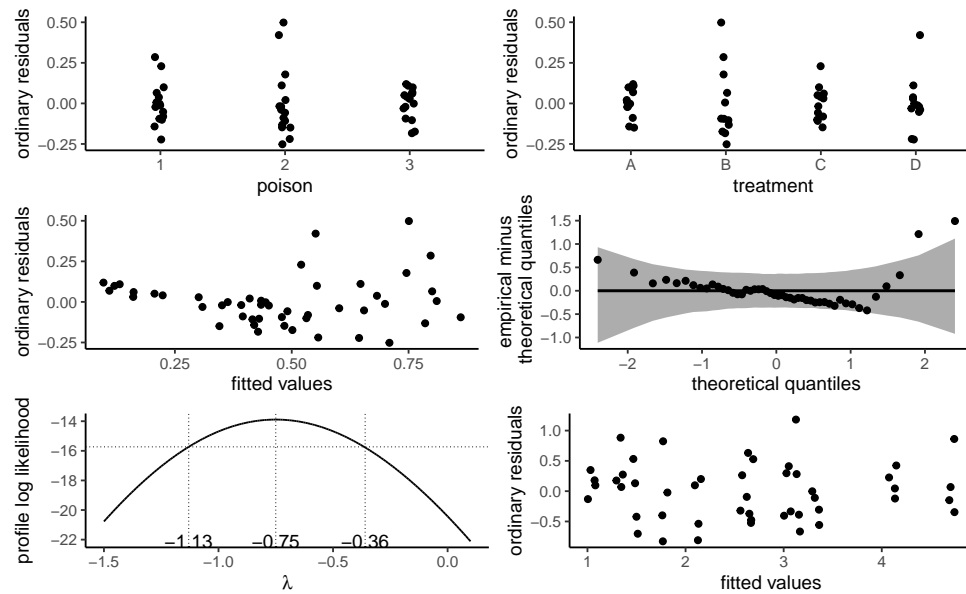 0.50
0.25
0.00
−0.25
ordinary residuals
1 2 3
poison
0.50
0.25
0.00
−0.25
ordinary residuals
A B C D
treatment
0.50
0.25
0.00
−0.25
ordinary residuals
0.25 0.50 0.75
fitted values
1.5
1.0
0.5
0.0
−0.5
−1.0
empirical minus
theoretical quantiles
−2 −1 0 1 2
theoretical quantiles
−14
−16
−18
−20
−22
profile log likelihood
−1.13 −0.75 −0.36
−1.5 −1.0 −0.5 0.0
λ
1.0
0.5
0.0
−0.5
ordinary residuals
1 2 3 4
fitted values